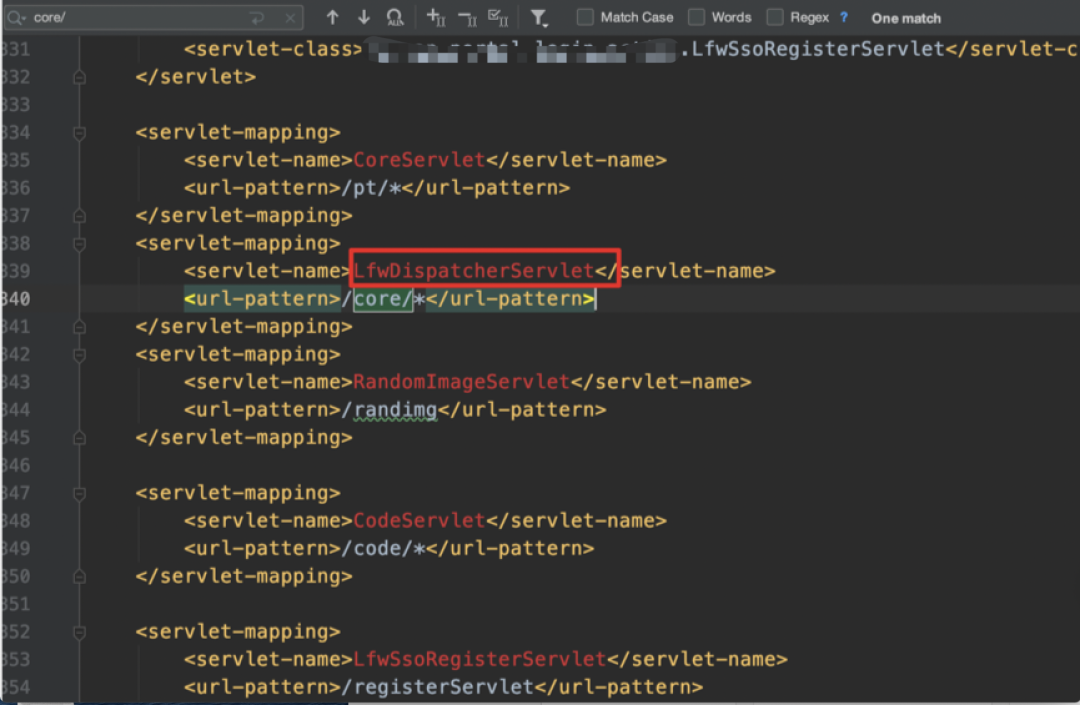 core/ Match Case Words Regex ? One match
331 <servlet-class> .LfwSsoRegisterServlet</servlet-c
332 </servlet>
333
334 <servlet-mapping>
335 <servlet-name>CoreServlet</servlet-name>
336 <url-pattern>/pt/*</url-pattern>
337 </servlet-mapping>
338 <servlet-mapping>
339 <servlet-name>LfwDispatcherServlet</servlet-name>
340 <url-pattern>/core/*</url-pattern>
341 </servlet-mapping>
342 <servlet-mapping>
343 <servlet-name>RandomImageServlet</servlet-name>
344 <url-pattern>/randimg</url-pattern>
345 </servlet-mapping>
346
347 <servlet-mapping>
348 <servlet-name>CodeServlet</servlet-name>
349 <url-pattern>/code/*</url-pattern>
350 </servlet-mapping>
351
352 <servlet-mapping>
353 <servlet-name>LfwSsoRegisterServlet</servlet-name>
354 <url-pattern>/registerServlet</url-pattern>